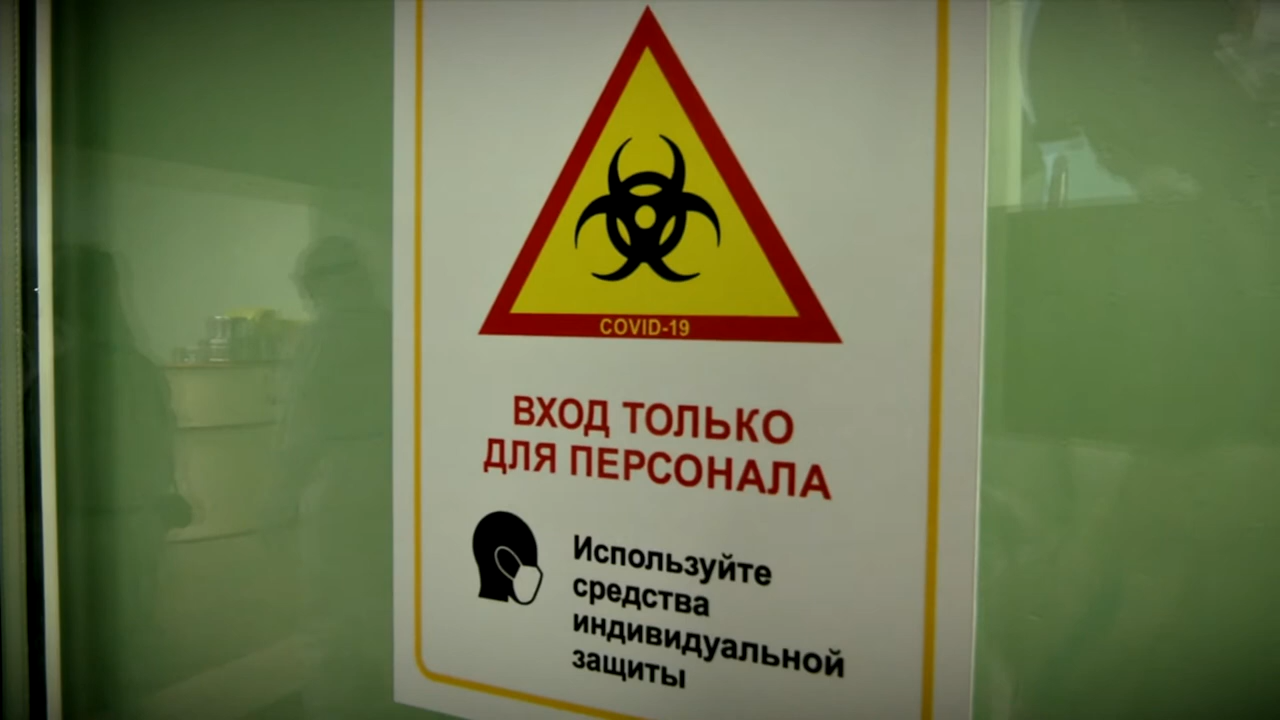 COVID-19
ВХОД ТОЛЬКО
ДЛЯ ПЕРСОНАЛА
Используйте
средства
индивидуальной
защиты